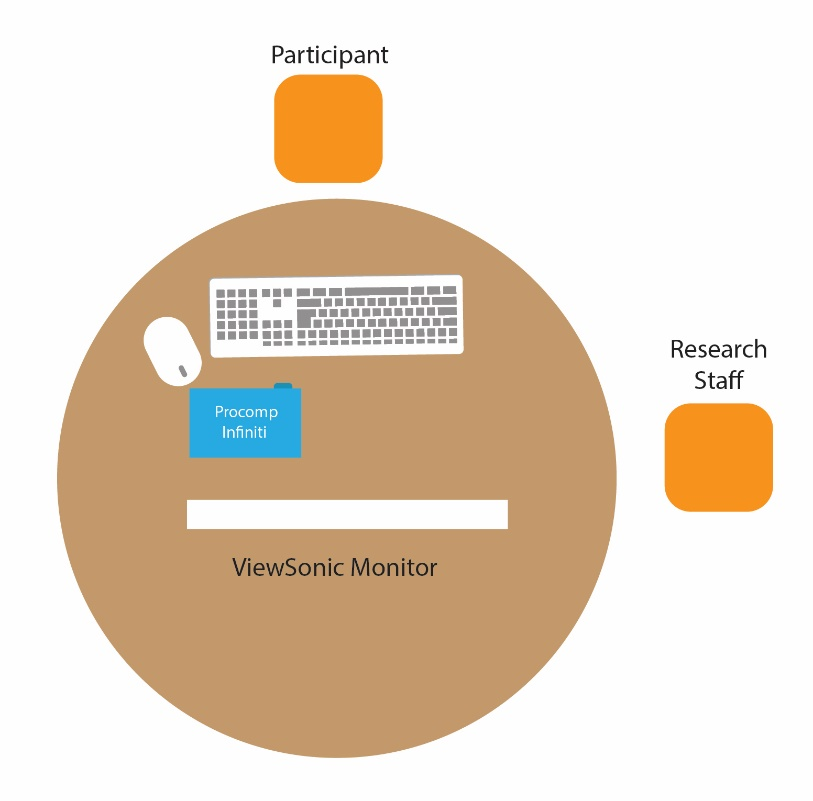 Participant
Research
Staff
Procomp
Infiniti
ViewSonic Monitor